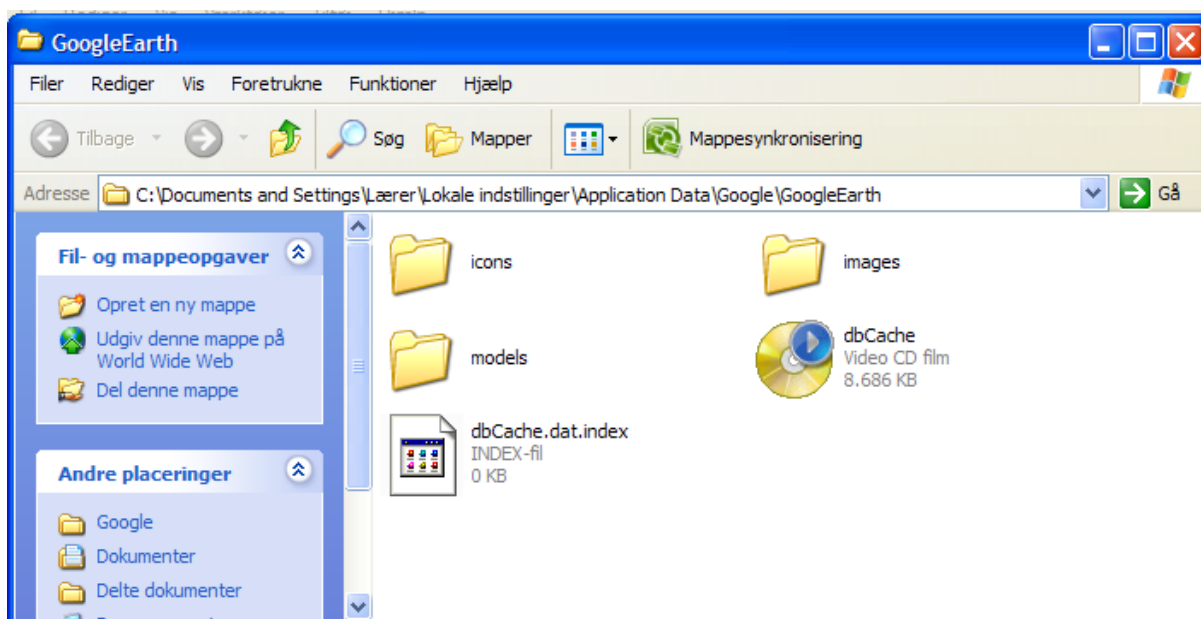 GoogleEarth
Filer Rediger Vis Foretrukne Funktioner Hjælp
Tilbage Søg Mapper Mappesynkronisering
Adresse C:\Documents and Settings\Lærer\Lokale indstillinger\Application Data\Google\GoogleEarth Gå
Fil- og mappeopgaver
Opret en ny mappe
Udgiv denne mappe på
World Wide Web
Del denne mappe
Andre placeringer
Google
Dokumenter
Delte dokumenter
icons
images
models
dbCache
Video CD film
8.686 KB
dbCache.dat.index
INDEX-fil
0 KB